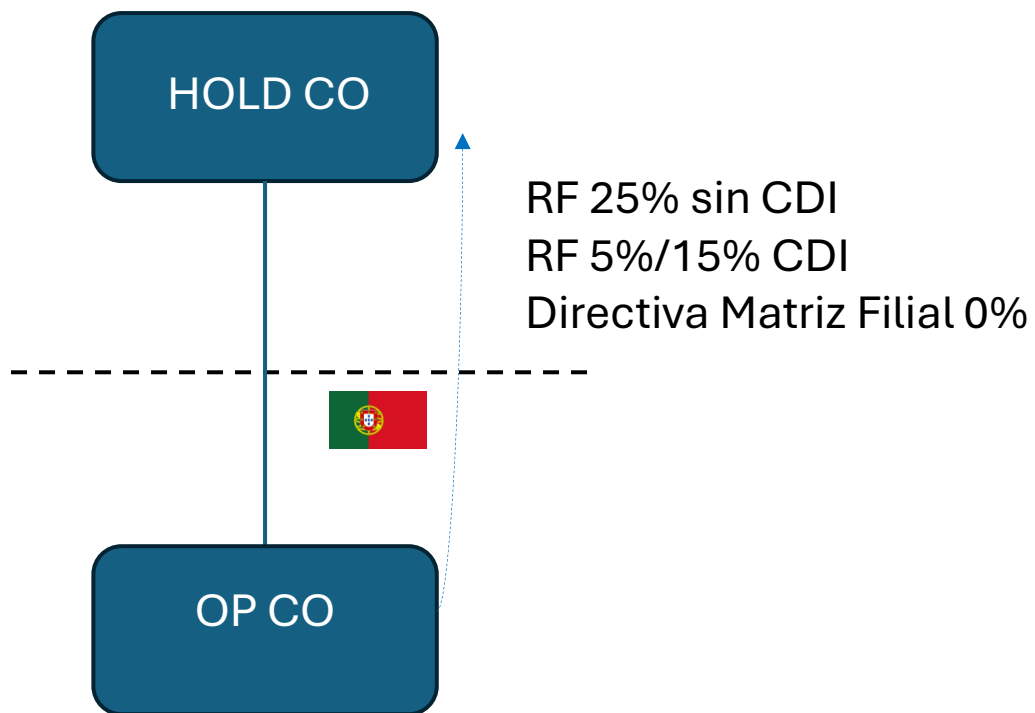 HOLD CO
RF 25% sin CDI
RF 5%/15% CDI
Directiva Matriz Filial 0%
OP CO